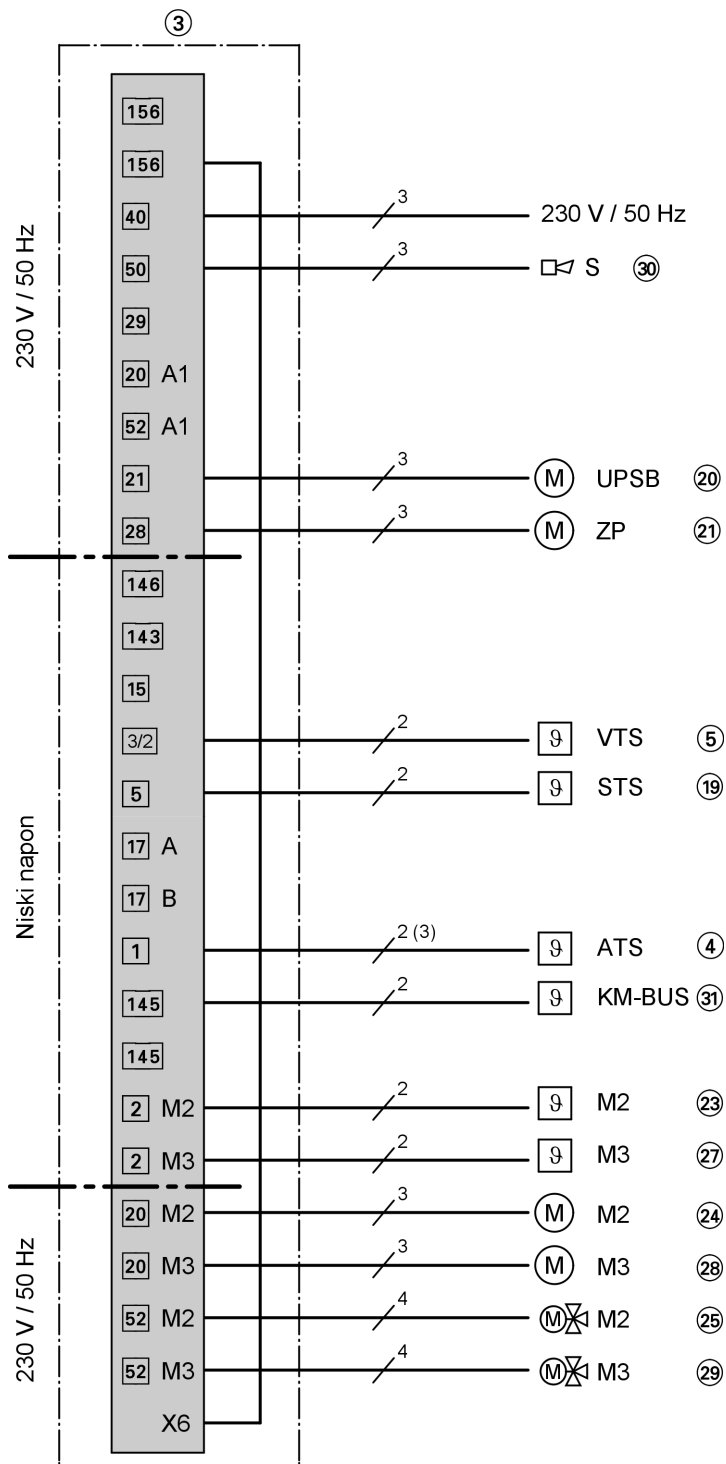 3
156
156
40 3 230 V / 50 Hz
50 3 S 30
29
20 A1
52 A1
21 3 M UPSB 20
28 3 M ZP 21
230 V / 50 Hz
146
143
15
3/2 2 ϑ VTS 5
5 2 ϑ STS 19
17 A
17 B
1 2 (3) ϑ ATS 4
145 2 ϑ KM-BUS 31
145
2 M2 2 ϑ M2 23
2 M3 2 ϑ M3 27
Niski napon
20 M2 3 M M2 24
20 M3 3 M M3 28
52 M2 4 M M2 25
52 M3 4 M M3 29
X6
230 V / 50 Hz